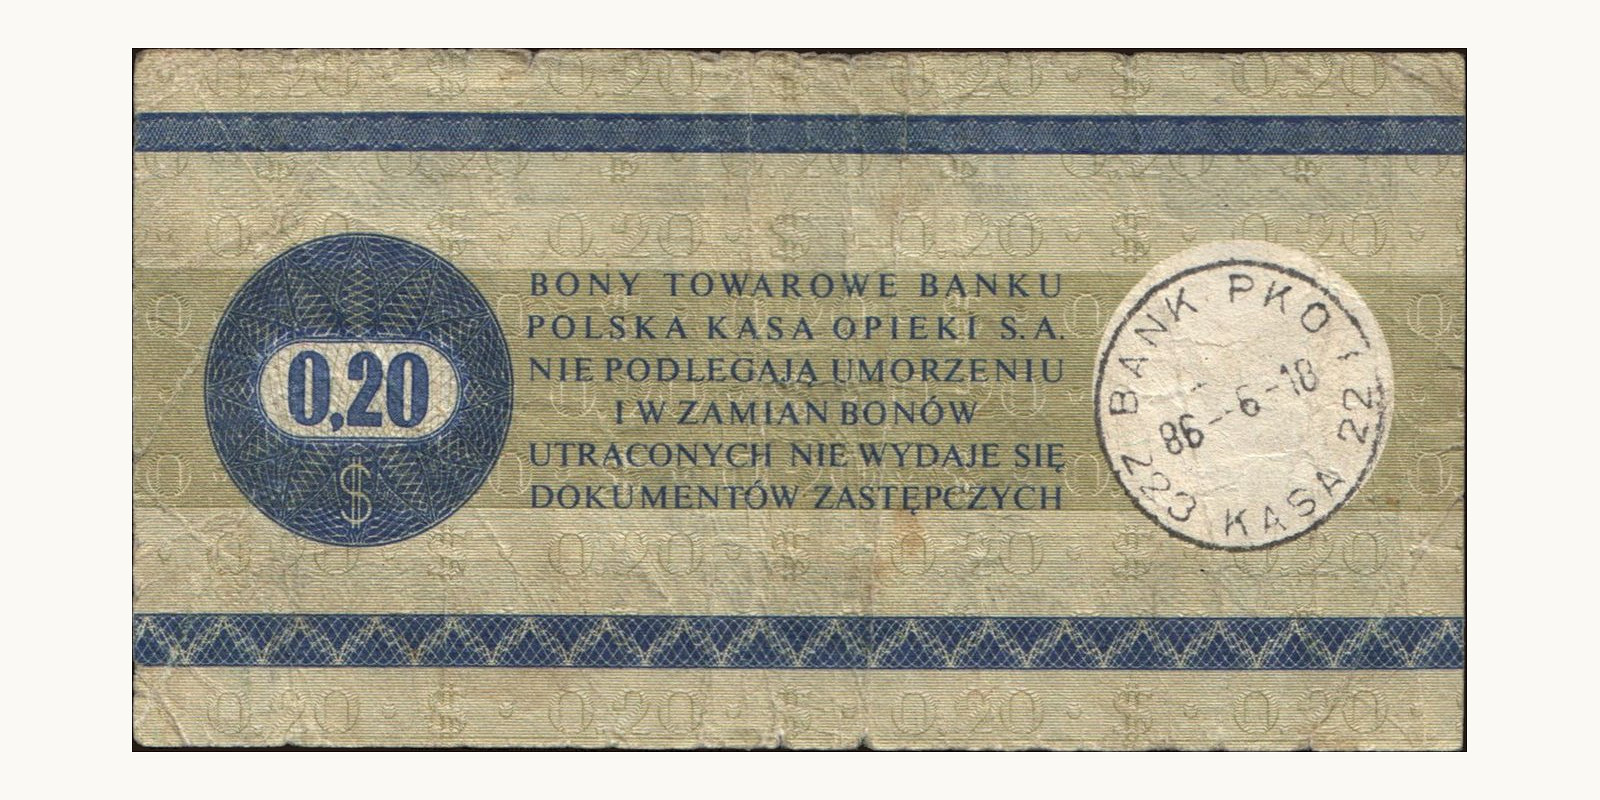 0,20
$
BONY TOWAROWE BANKU
POLSKA KASA OPIEKI S.A.
NIE PODLEGAJĄ UMORZENIU
I W ZAMIAN BONÓW
UTRACONYCH NIE WYDAJE SIĘ
DOKUMENTÓW ZASTĘPCZYCH
BANK PKO
86-6-18
KASA 22